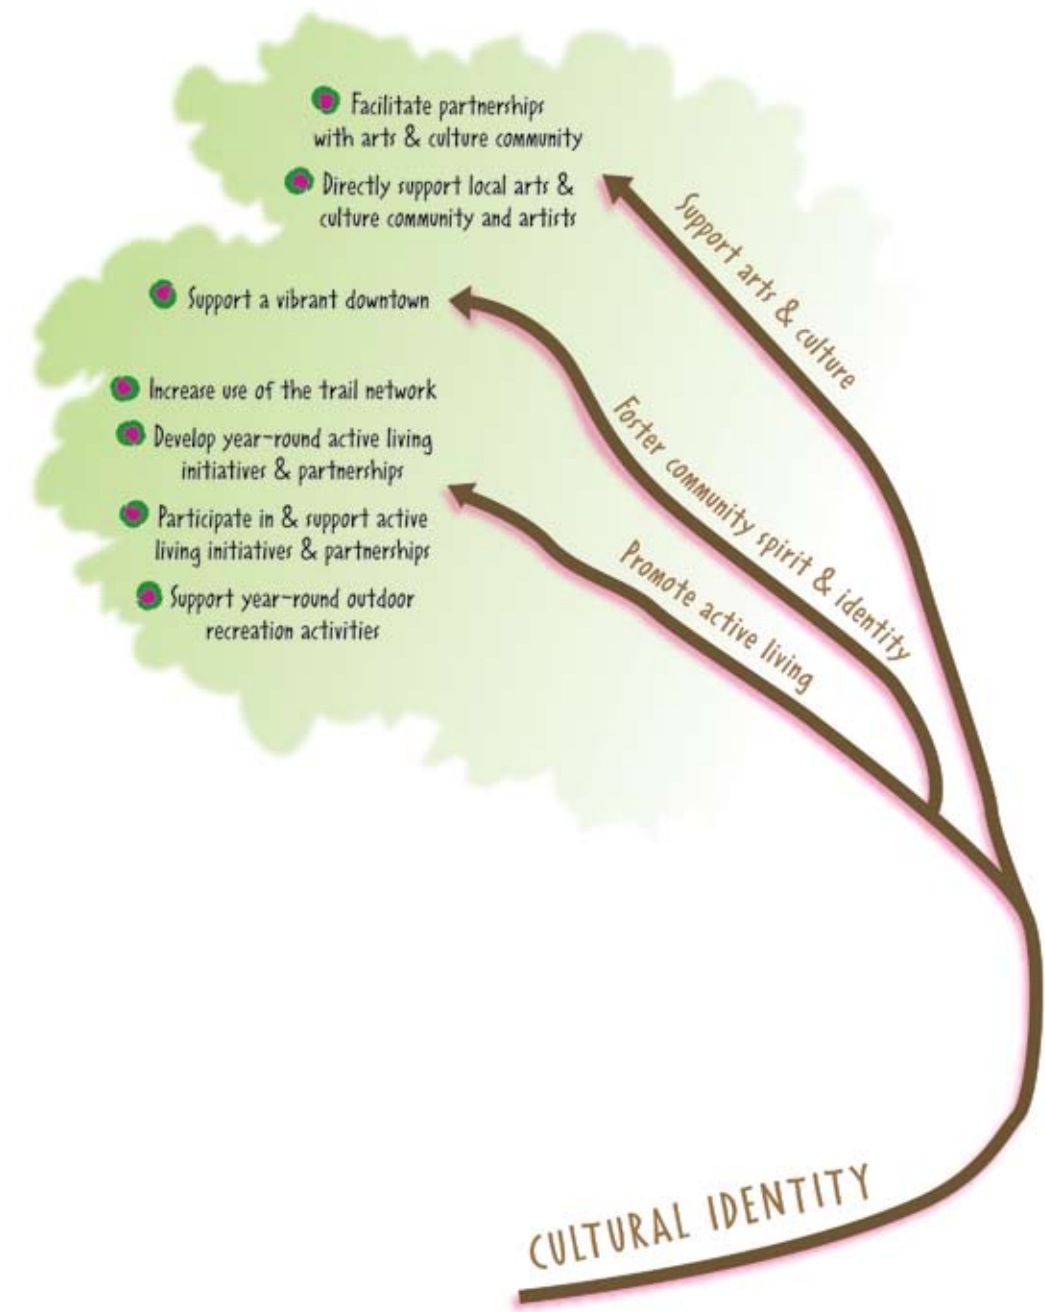 Facilitate partnerships
with arts & culture community
Directly support local arts &
culture community and artists
Support arts & culture
Support a vibrant downtown
Foster community spirit & identity
Increase use of the trail network
Develop year-round active living
initiatives & partnerships
Participate in & support active
living initiatives & partnerships
Promote active living
Support year-round outdoor
recreation activities
CULTURAL IDENTITY